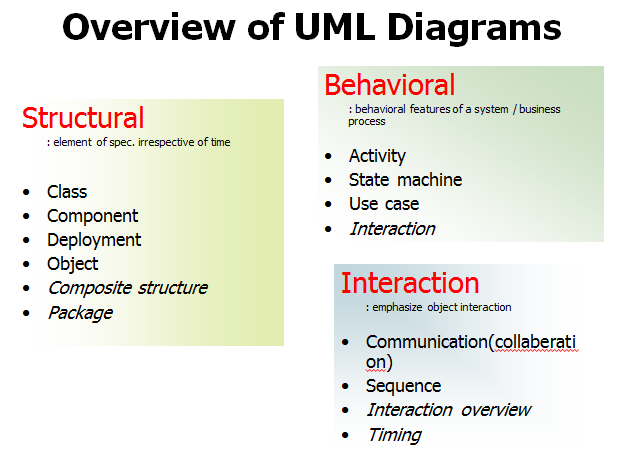 Overview of UML Diagrams
Structural
: element of spec. irrespective of time
• Class
• Component
• Deployment
• Object
• Composite structure
• Package
Behavioral
: behavioral features of a system / business
process
• Activity
• State machine
• Use case
• Interaction
Interaction
: emphasize object interaction
• Communication(collaberati
on)
• Sequence
• Interaction overview
• Timing